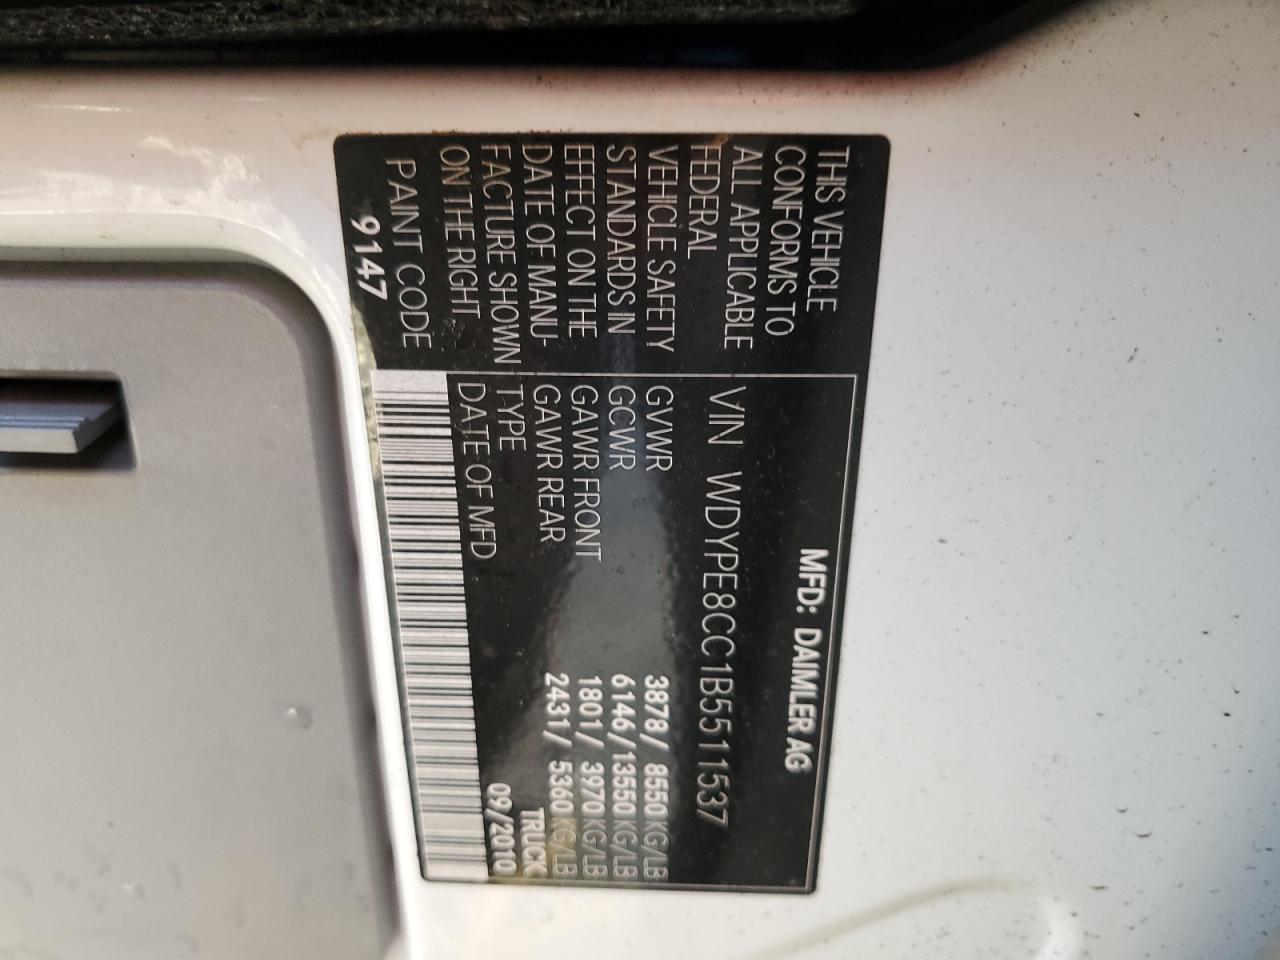 THIS VEHICLE
CONFORMS TO
ALL APPLICABLE
FEDERAL
VEHICLE SAFETY
STANDARDS IN
EFFECT ON THE
DATE OF MANU-
FACTURE SHOWN
ON THE RIGHT
PAINT CODE
9147
MFD: DAIMLER AG
VIN WDYPE8CC1B5511537
GVWR 3878/ 8550 KG/LB
GCWR 6146/13550 KG/LB
GAWR FRONT 1801/ 3970 KG/LB
GAWR REAR 2431/ 5360 KG/LB
TYPE TRUCK
DATE OF MFD 09/2010